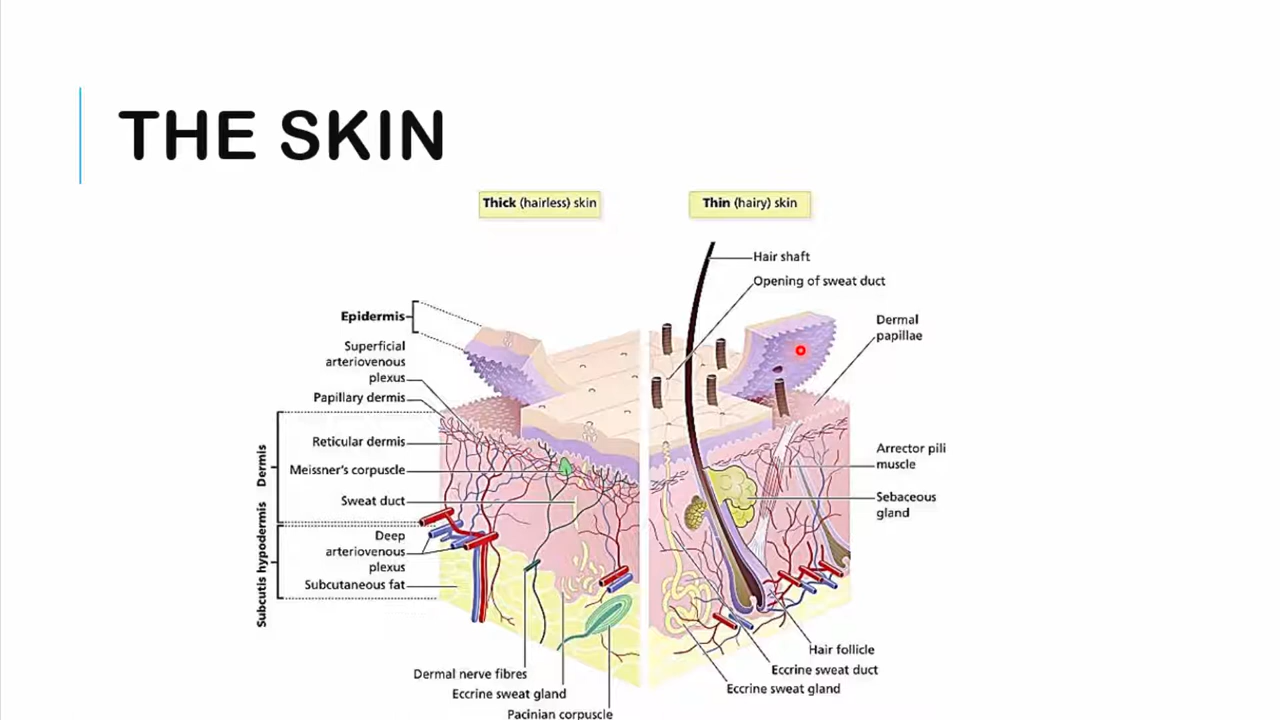 THE SKIN
Thick (hairless) skin
Thin (hairy) skin
Hair shaft
Opening of sweat duct
Dermal
papillae
Arrector pili
muscle
Sebaceous
gland
Epidermis
Superficial
arteriovenous
plexus
Papillary dermis
Reticular dermis
Meissner's corpuscle
Sweat duct
Deep
arteriovenous
plexus
Subcutaneous fat
Dermis
Subcutis hypodermis
Dermal nerve fibres
Eccrine sweat gland
Pacinian corpuscle
Hair follicle
Eccrine sweat duct
Eccrine sweat gland